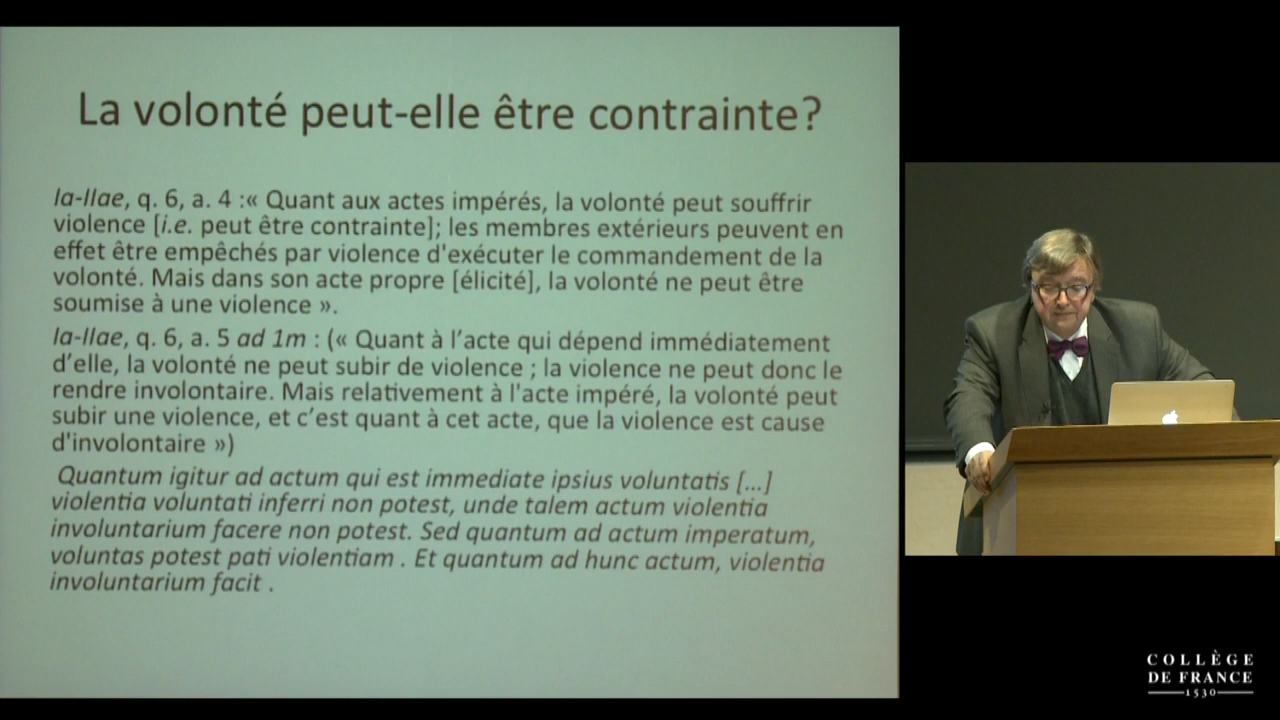 La volonté peut-elle être contrainte?
Ia-IIae, q. 6, a. 4 :« Quant aux actes impérés, la volonté peut souffrir
violence [i.e. peut être contrainte]; les membres extérieurs peuvent en
effet être empêchés par violence d'exécuter le commandement de la
volonté. Mais dans son acte propre [élicité], la volonté ne peut être
soumise à une violence ».
Ia-IIae, q. 6, a. 5 ad 1m : (« Quant à l’acte qui dépend immédiatement
d’elle, la volonté ne peut subir de violence ; la violence ne peut donc le
rendre involontaire. Mais relativement à l'acte impéré, la volonté peut
subir une violence, et c’est quant à cet acte, que la violence est cause
d'involontaire »)
Quantum igitur ad actum qui est immediate ipsius voluntatis [...]
violentia voluntati inferri non potest, unde talem actum violentia
involuntarium facere non potest. Sed quantum ad actum imperatum,
voluntas potest pati violentiam . Et quantum ad hunc actum, violentia
involuntarium facit .
COLLÈGE
DE FRANCE
1530